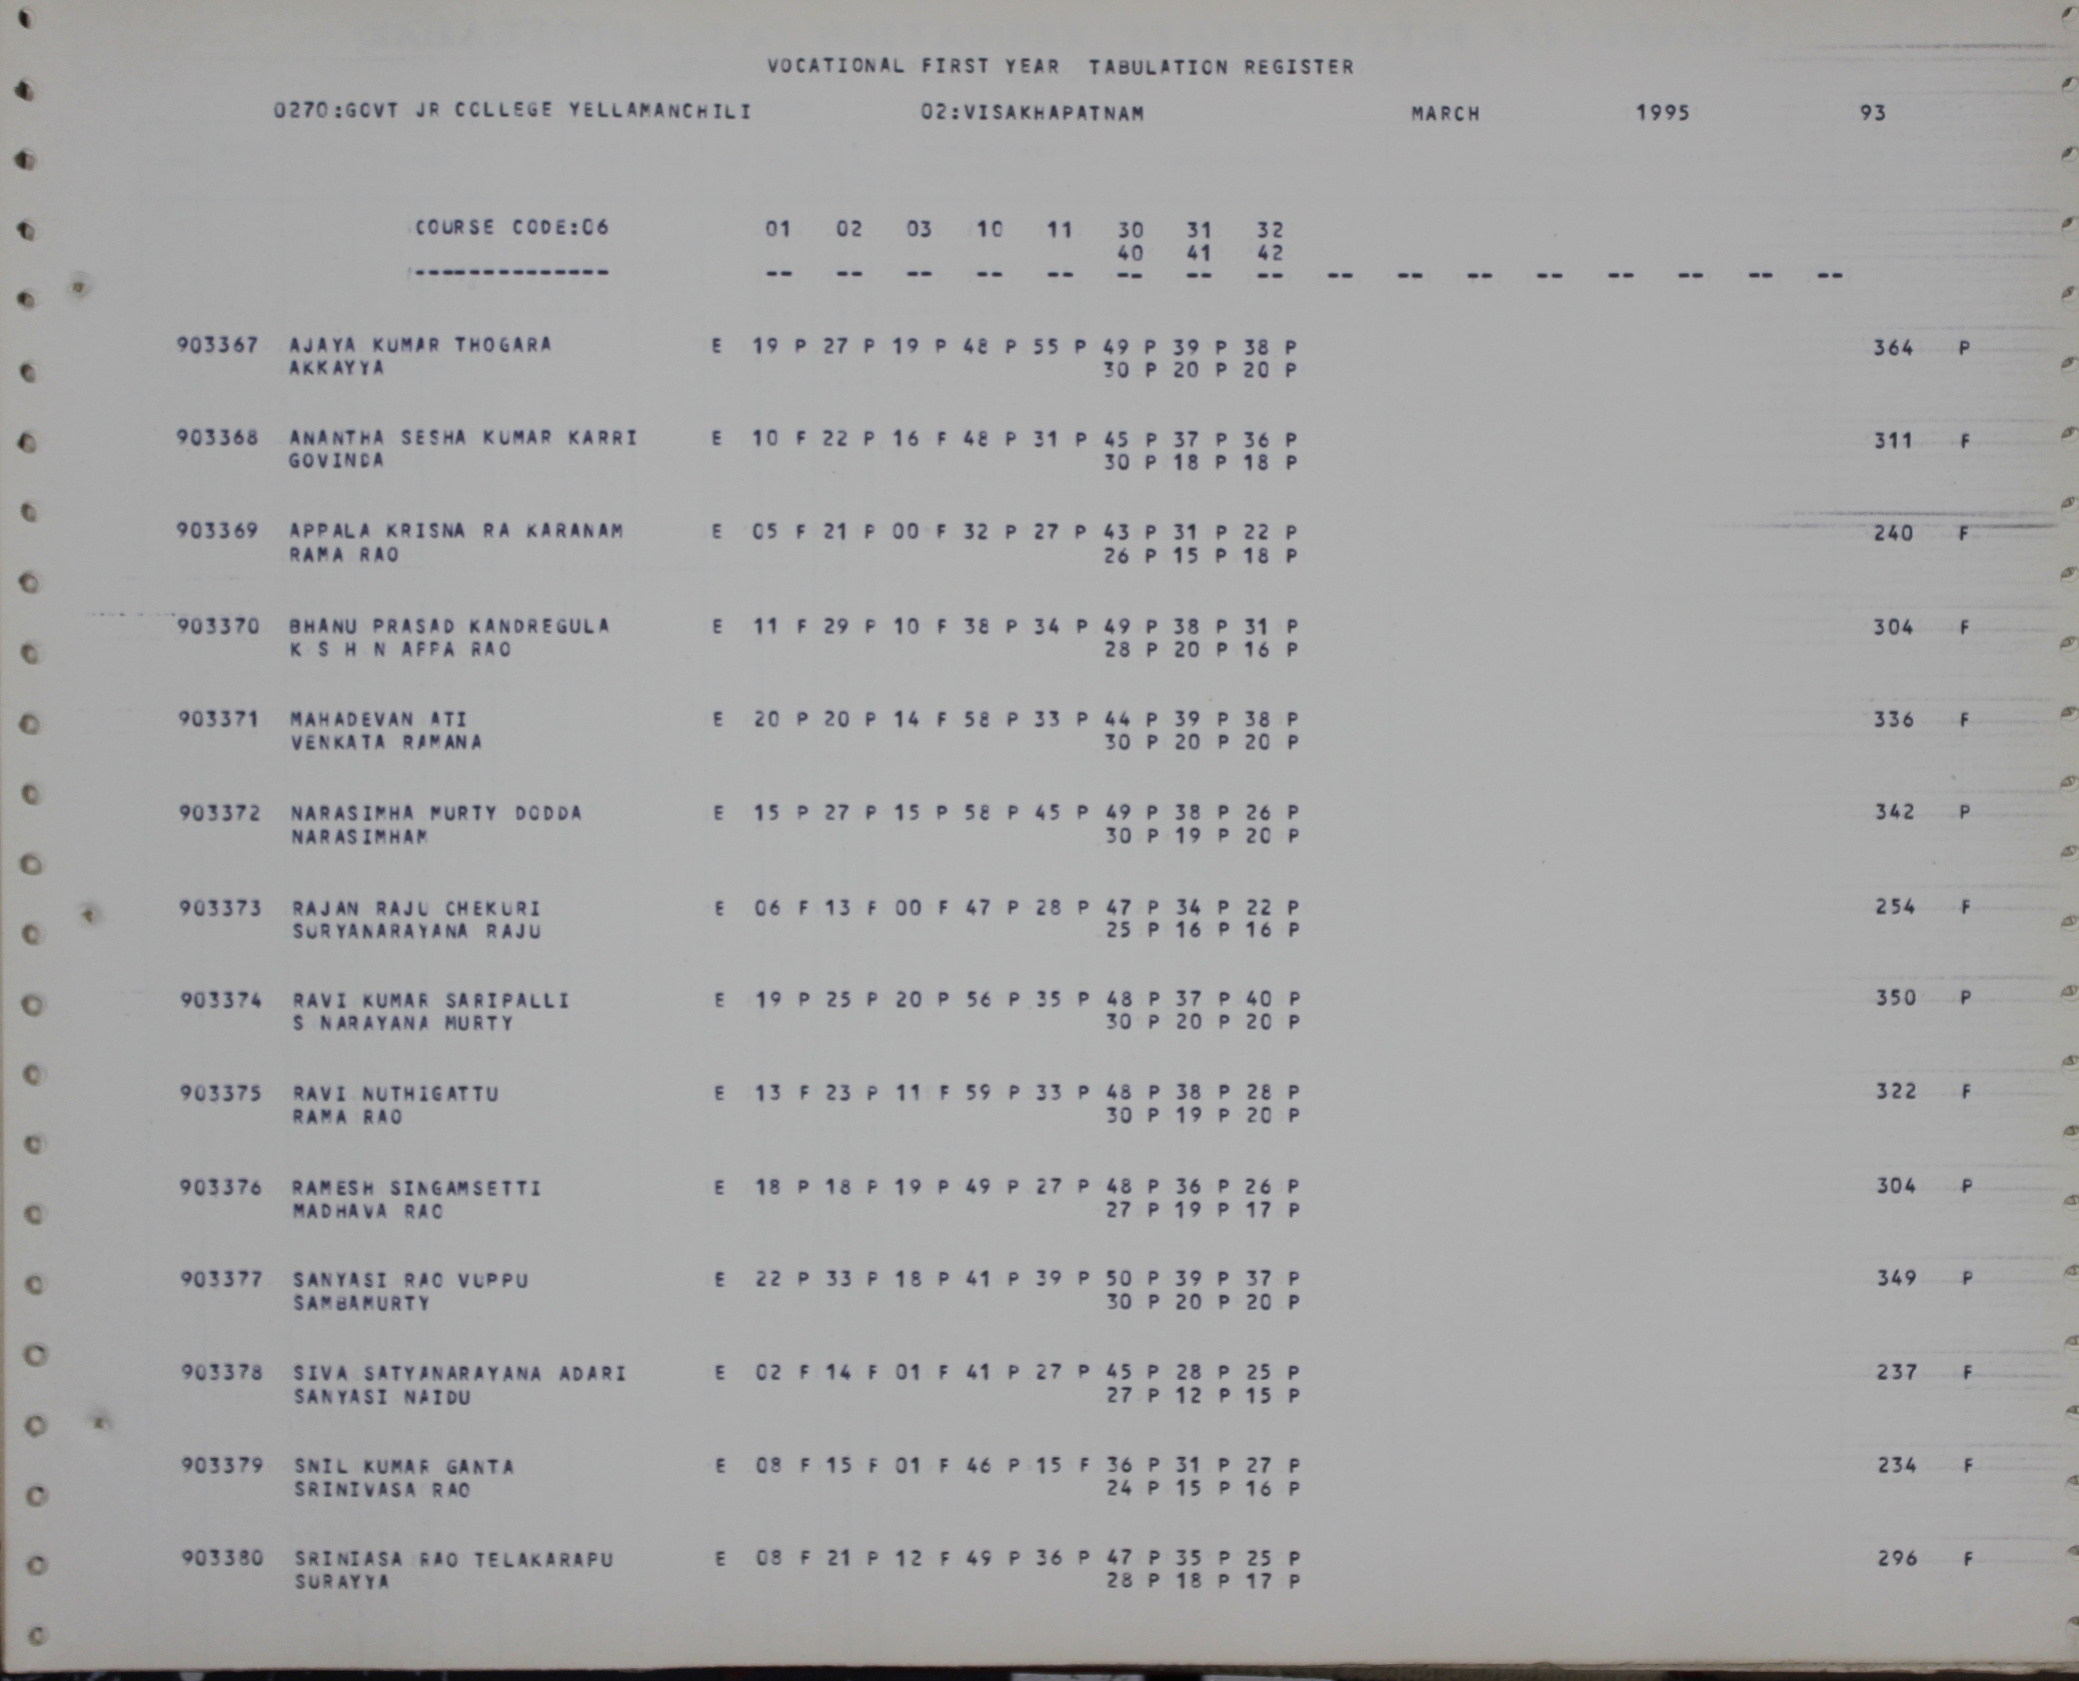 VOCATIONAL FIRST YEAR TABULATION REGISTER
0270:GOVT JR COLLEGE YELLAMANCHILI 02:VISAKHAPATNAM MARCH 1995 93
COURSE CODE:06 01 02 03 10 11 30 31 32
40 41 42
-------------- -- -- -- -- -- -- -- -- -- -- -- -- -- -- -- --
903367 AJAYA KUMAR THOGARA E 19 P 27 P 19 P 48 P 55 P 49 P 39 P 38 P 364 P
AKKAYYA 30 P 20 P 20 P
903368 ANANTHA SESHA KUMAR KARRI E 10 F 22 P 16 F 48 P 31 P 45 P 37 P 36 P 311 F
GOVINDA 30 P 18 P 18 P
903369 APPALA KRISNA RA KARANAM E 05 F 21 P 00 F 32 P 27 P 43 P 31 P 22 P 240 F
RAMA RAO 26 P 15 P 18 P
903370 BHANU PRASAD KANDREGULA E 11 F 29 P 10 F 38 P 34 P 49 P 38 P 31 P 304 F
K S H N APPA RAO 28 P 20 P 16 P
903371 MAHADEVAN ATI E 20 P 20 P 14 F 58 P 33 P 44 P 39 P 38 P 336 F
VENKATA RAMANA 30 P 20 P 20 P
903372 NARASIMHA MURTY DODDA E 15 P 27 P 15 P 58 P 45 P 49 P 38 P 26 P 342 P
NARASIMHAM 30 P 19 P 20 P
903373 RAJAN RAJU CHEKURI E 06 F 13 F 00 F 47 P 28 P 47 P 34 P 22 P 254 F
SURYANARAYANA RAJU 25 P 16 P 16 P
903374 RAVI KUMAR SARIPALLI E 19 P 25 P 20 P 56 P 35 P 48 P 37 P 40 P 350 P
S NARAYANA MURTY 30 P 20 P 20 P
903375 RAVI NUTHIGATTU E 13 F 23 P 11 F 59 P 33 P 48 P 38 P 28 P 322 F
RAMA RAO 30 P 19 P 20 P
903376 RAMESH SINGAMSETTI E 18 P 18 P 19 P 49 P 27 P 48 P 36 P 26 P 304 P
MADHAVA RAO 27 P 19 P 17 P
903377 SANYASI RAO VUPPU E 22 P 33 P 18 P 41 P 39 P 50 P 39 P 37 P 349 P
SAMBAMURTY 30 P 20 P 20 P
903378 SIVA SATYANARAYANA ADARI E 02 F 14 F 01 F 41 P 27 P 45 P 28 P 25 P 237 F
SANYASI NAIDU 27 P 12 P 15 P
903379 SNIL KUMAR GANTA E 08 F 15 F 01 F 46 P 15 F 36 P 31 P 27 P 234 F
SRINIVASA RAO 24 P 15 P 16 P
903380 SRINIASA RAO TELAKARAPU E 08 F 21 P 12 F 49 P 36 P 47 P 35 P 25 P 296 F
SURAYYA 28 P 18 P 17 P